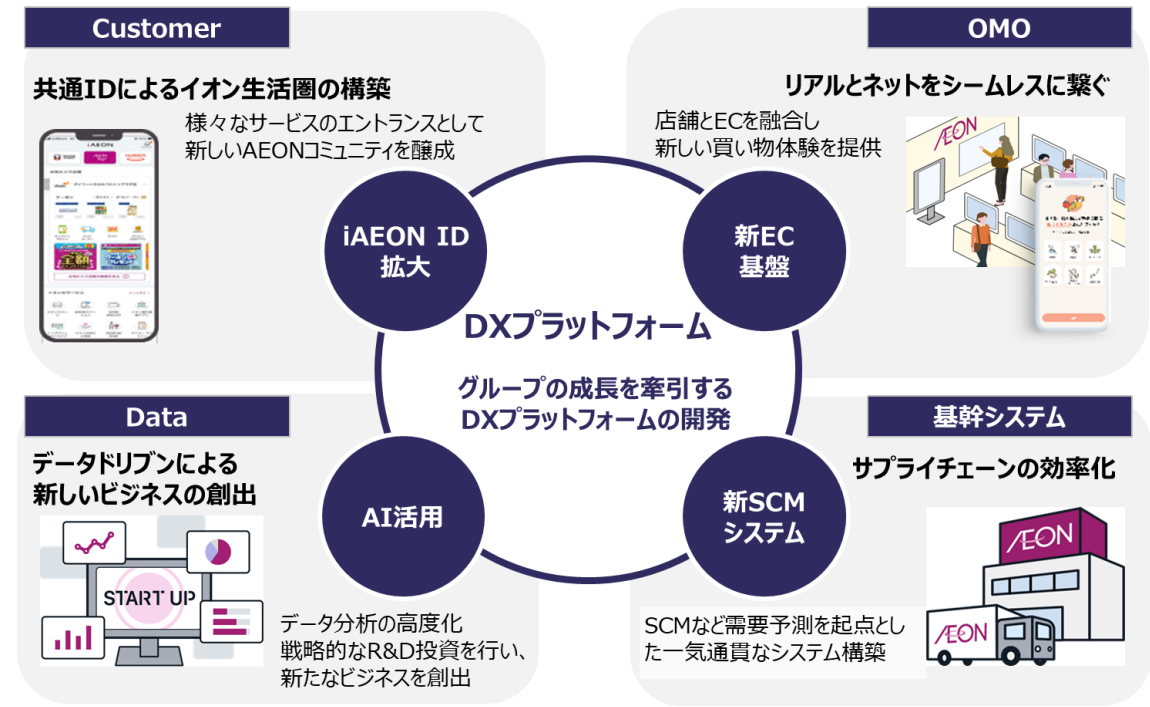 Customer
共通IDによるイオン生活圏の構築
様々なサービスのエントランスとして
新しいAEONコミュニティを醸成
iAEON
iAEON ID
拡大
OMO
リアルとネットをシームレスに繋ぐ
店舗とECを融合し
新しい買い物体験を提供
ÆON
新EC
基盤
DXプラットフォーム
グループの成長を牽引する
DXプラットフォームの開発
Data
データドリブンによる
新しいビジネスの創出
START UP
AI活用
データ分析の高度化
戦略的なR&D投資を行い、
新たなビジネスを創出
基幹システム
サプライチェーンの効率化
新SCM
システム
ÆON
ÆON
SCMなど需要予測を起点とし
た一気通貫なシステム構築